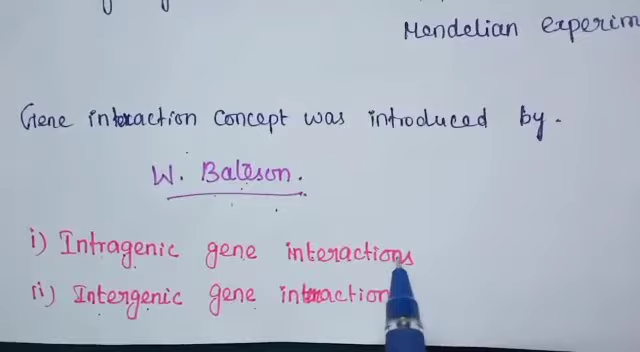 Mendelian experim
Gene interaction concept was introduced by.
W. Bateson.
i) Intragenic gene interactions
ii) Intergenic gene interaction